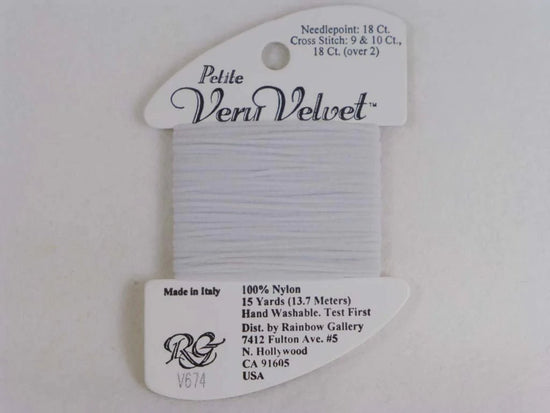 Needlepoint: 18 Ct.
Cross Stitch: 9 & 10 Ct.,
18 Ct. (over 2)
Petite
Very Velvet™
Made in Italy
100% Nylon
15 Yards (13.7 Meters)
Hand Washable. Test First
Dist. by Rainbow Gallery
7412 Fulton Ave. #5
N. Hollywood
CA 91605
USA
RG
V674